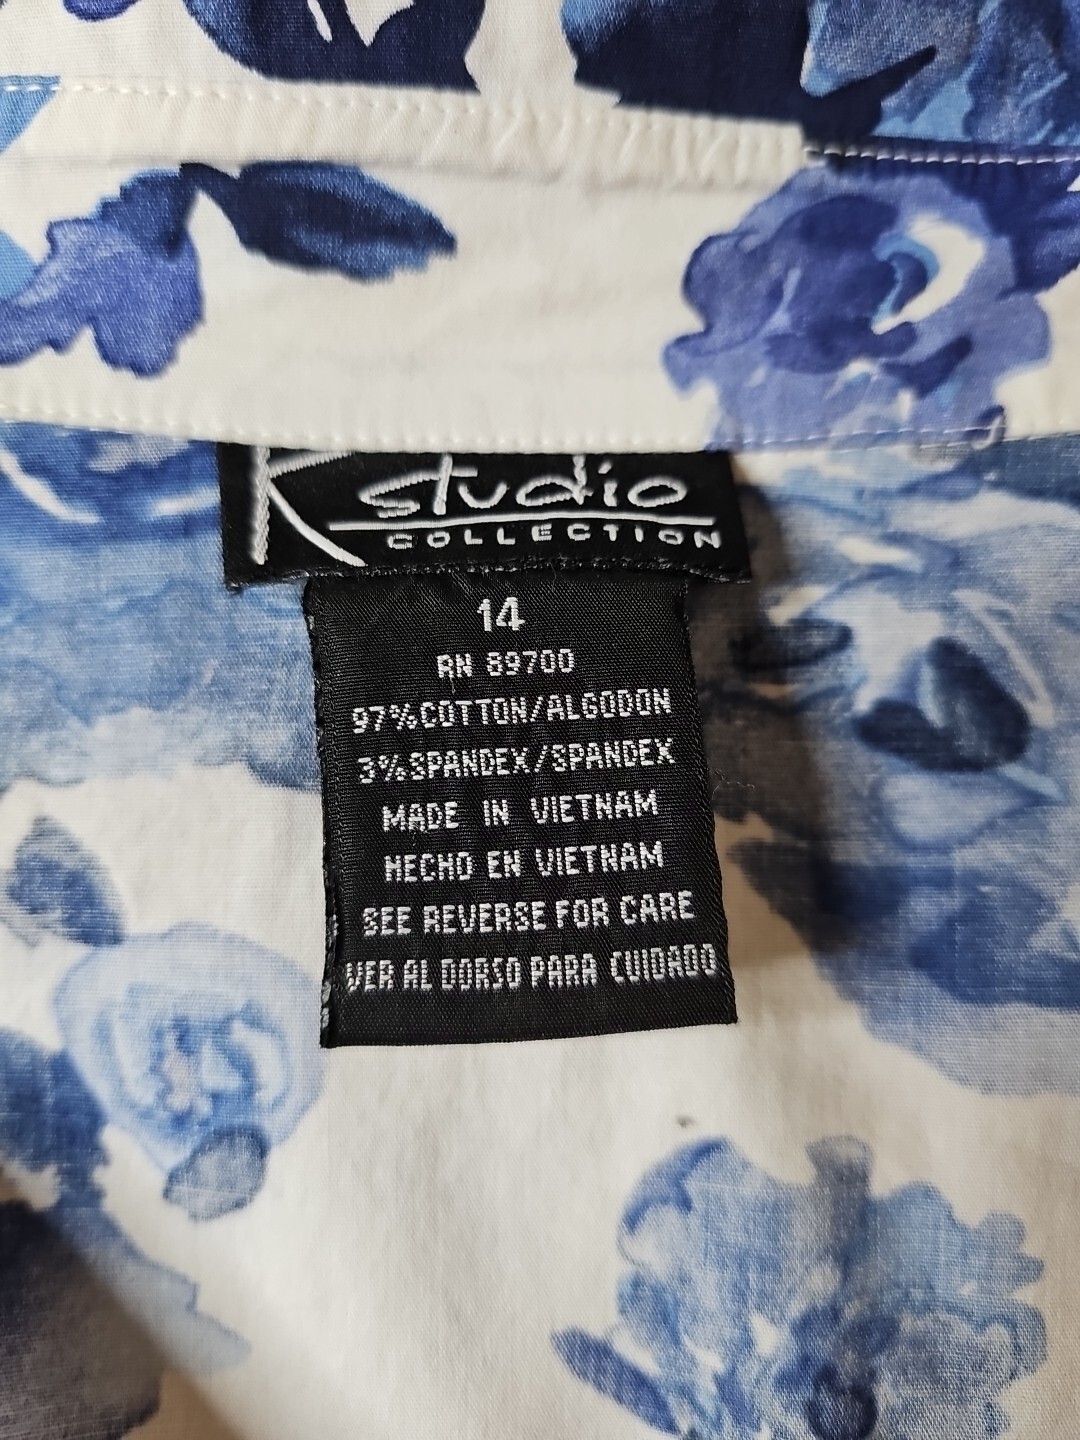 K studio
COLLECTION
14
RN 89700
97%COTTON/ALGODON
3%SPANDEX/SPANDEX
MADE IN VIETNAM
HECHO EN VIETNAM
SEE REVERSE FOR CARE
VER AL DORSO PARA CUIDADO